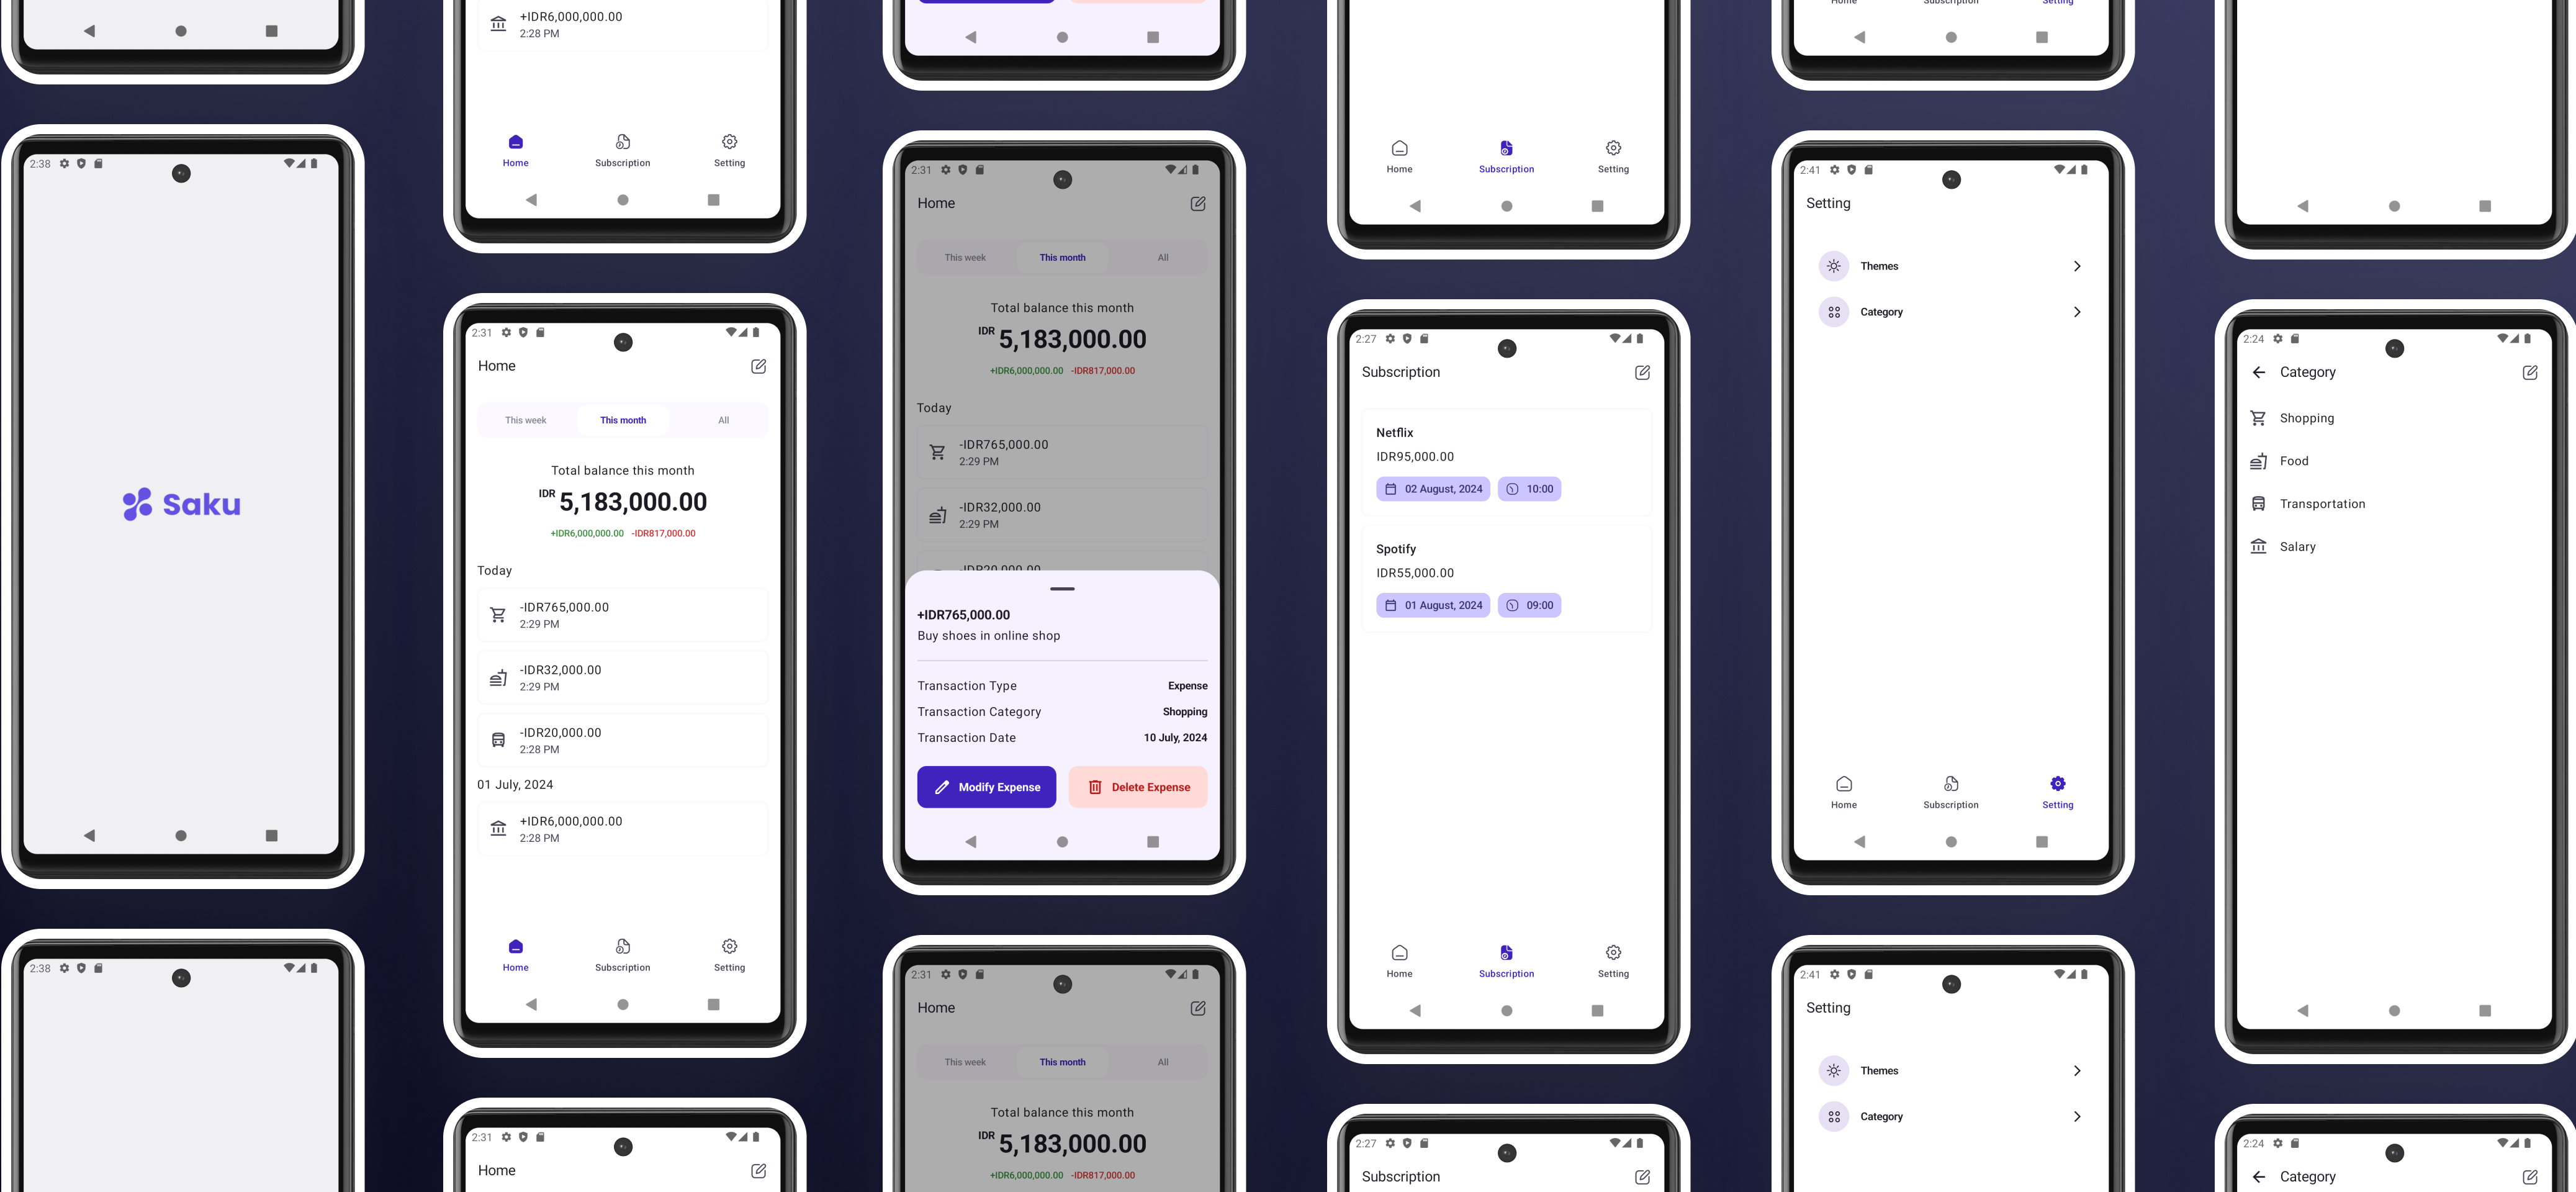 2:38
Saku
2:38
+IDR6,000,000.00
2:28 PM
Home Subscription Setting
2:31
Home
This week This month All
Total balance this month
IDR 5,183,000.00
+IDR6,000,000.00 -IDR817,000.00
Today
-IDR765,000.00
2:29 PM
-IDR32,000.00
2:29 PM
-IDR20,000.00
2:28 PM
01 July, 2024
+IDR6,000,000.00
2:28 PM
Home Subscription Setting
2:31
Home
2:31
Home
This week This month All
Total balance this month
IDR 5,183,000.00
+IDR6,000,000.00 -IDR817,000.00
Today
-IDR765,000.00
2:29 PM
-IDR32,000.00
2:29 PM
-IDR20,000.00
+IDR765,000.00
Buy shoes in online shop
Transaction Type Expense
Transaction Category Shopping
Transaction Date 10 July, 2024
Modify Expense Delete Expense
2:31
Home
This week This month All
Total balance this month
IDR 5,183,000.00
+IDR6,000,000.00 -IDR817,000.00
Home Subscription Setting
2:27
Subscription
Netflix
IDR95,000.00
02 August, 2024 10:00
Spotify
IDR55,000.00
01 August, 2024 09:00
Home Subscription Setting
2:27
Subscription
Home Subscription Setting
2:41
Setting
Themes
Category
Home Subscription Setting
2:41
Setting
Themes
Category
2:24
Category
Shopping
Food
Transportation
Salary
2:24
Category